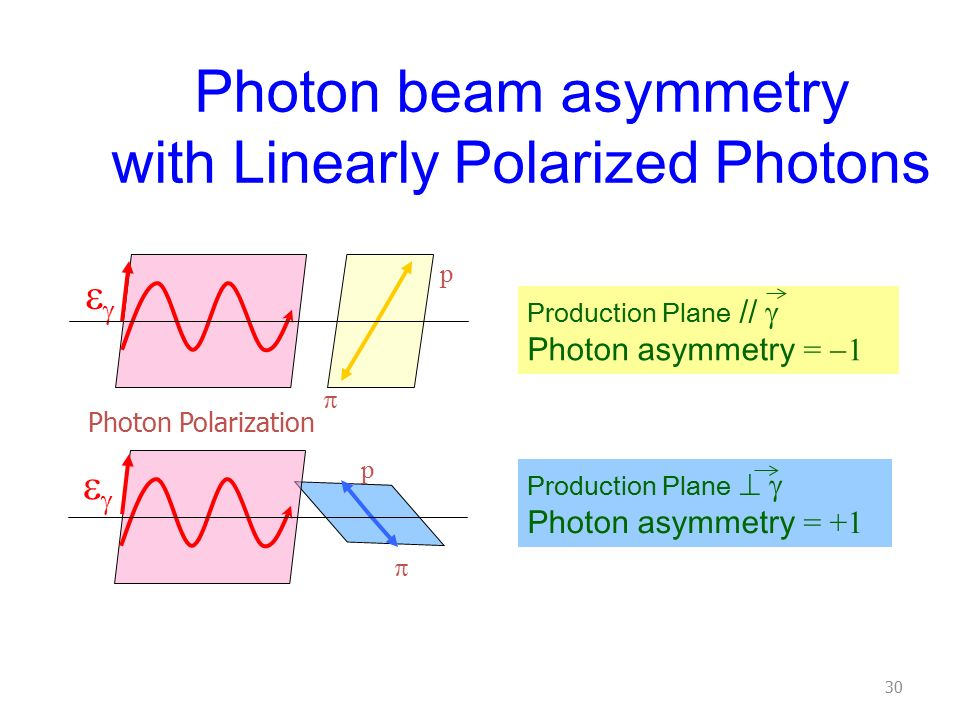 Photon beam asymmetry
with Linearly Polarized Photons
εγ
p
π
Production Plane // γ⃗
Photon asymmetry = −1
Photon Polarization
εγ
p
π
Production Plane ⊥ γ⃗
Photon asymmetry = +1
30